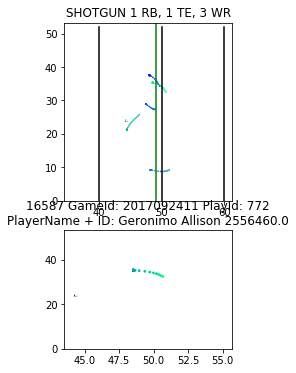 SHOTGUN 1 RB, 1 TE, 3 WR
50
40
30
20
10
0
40 50 60
16587 GameId: 2017092411 PlayId: 772
PlayerName + ID: Geronimo Allison 2556460.0
40
20
0
45.0 47.5 50.0 52.5 55.0